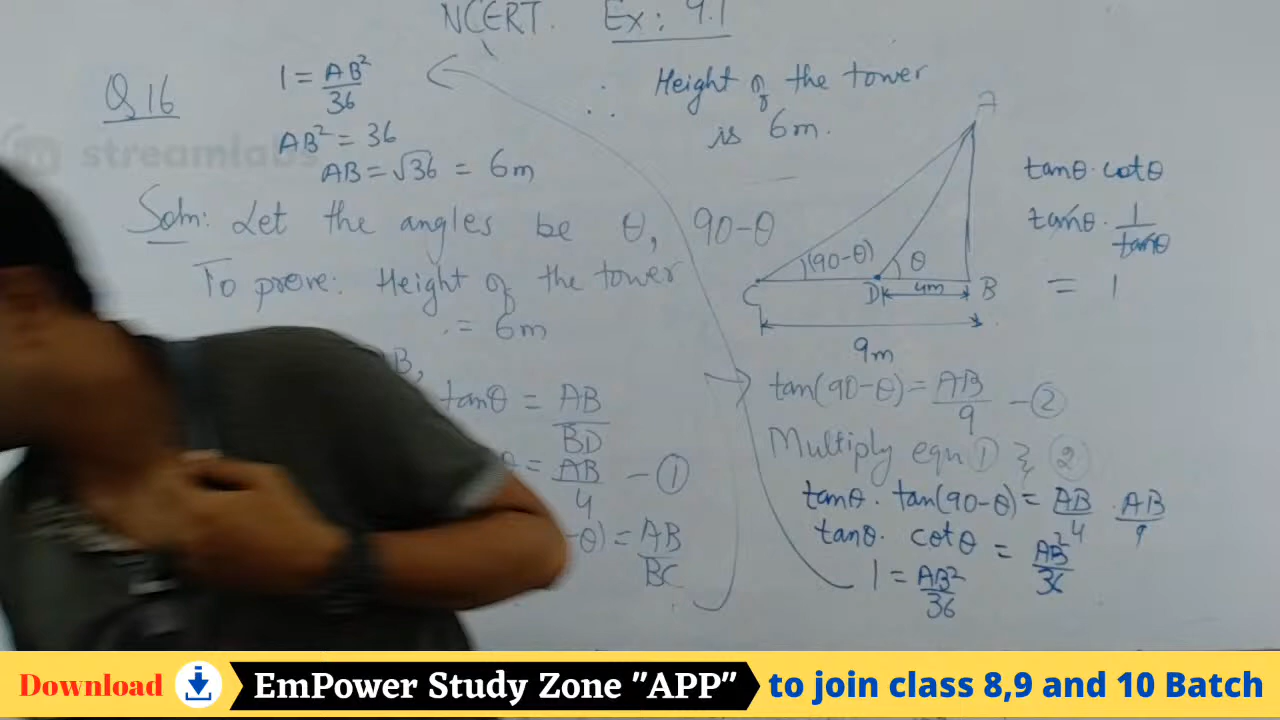 NCERT. Ex: 9.1
Q 16
1 = AB²/36
AB² = 36
AB = √36 = 6m
∴ Height of the tower
is 6m.
streamlabs
Soln: Let the angles be θ, 90-θ
To prove: Height of the tower
= 6m
B,
tanθ = AB/BD
θ = AB/4 - ①
-θ) = AB/BC
A
(90-θ)
θ
C
D
4m
B
9m
tanθ. cotθ
tanθ. 1/tanθ
= 1
tan(90-θ) = AB/9 - ②
Multiply eqn ① & ②
tanθ. tan(90-θ) = AB/4 . AB/9
tanθ. cotθ = AB²/36
1 = AB²/36
Download EmPower Study Zone "APP" to join class 8,9 and 10 Batch